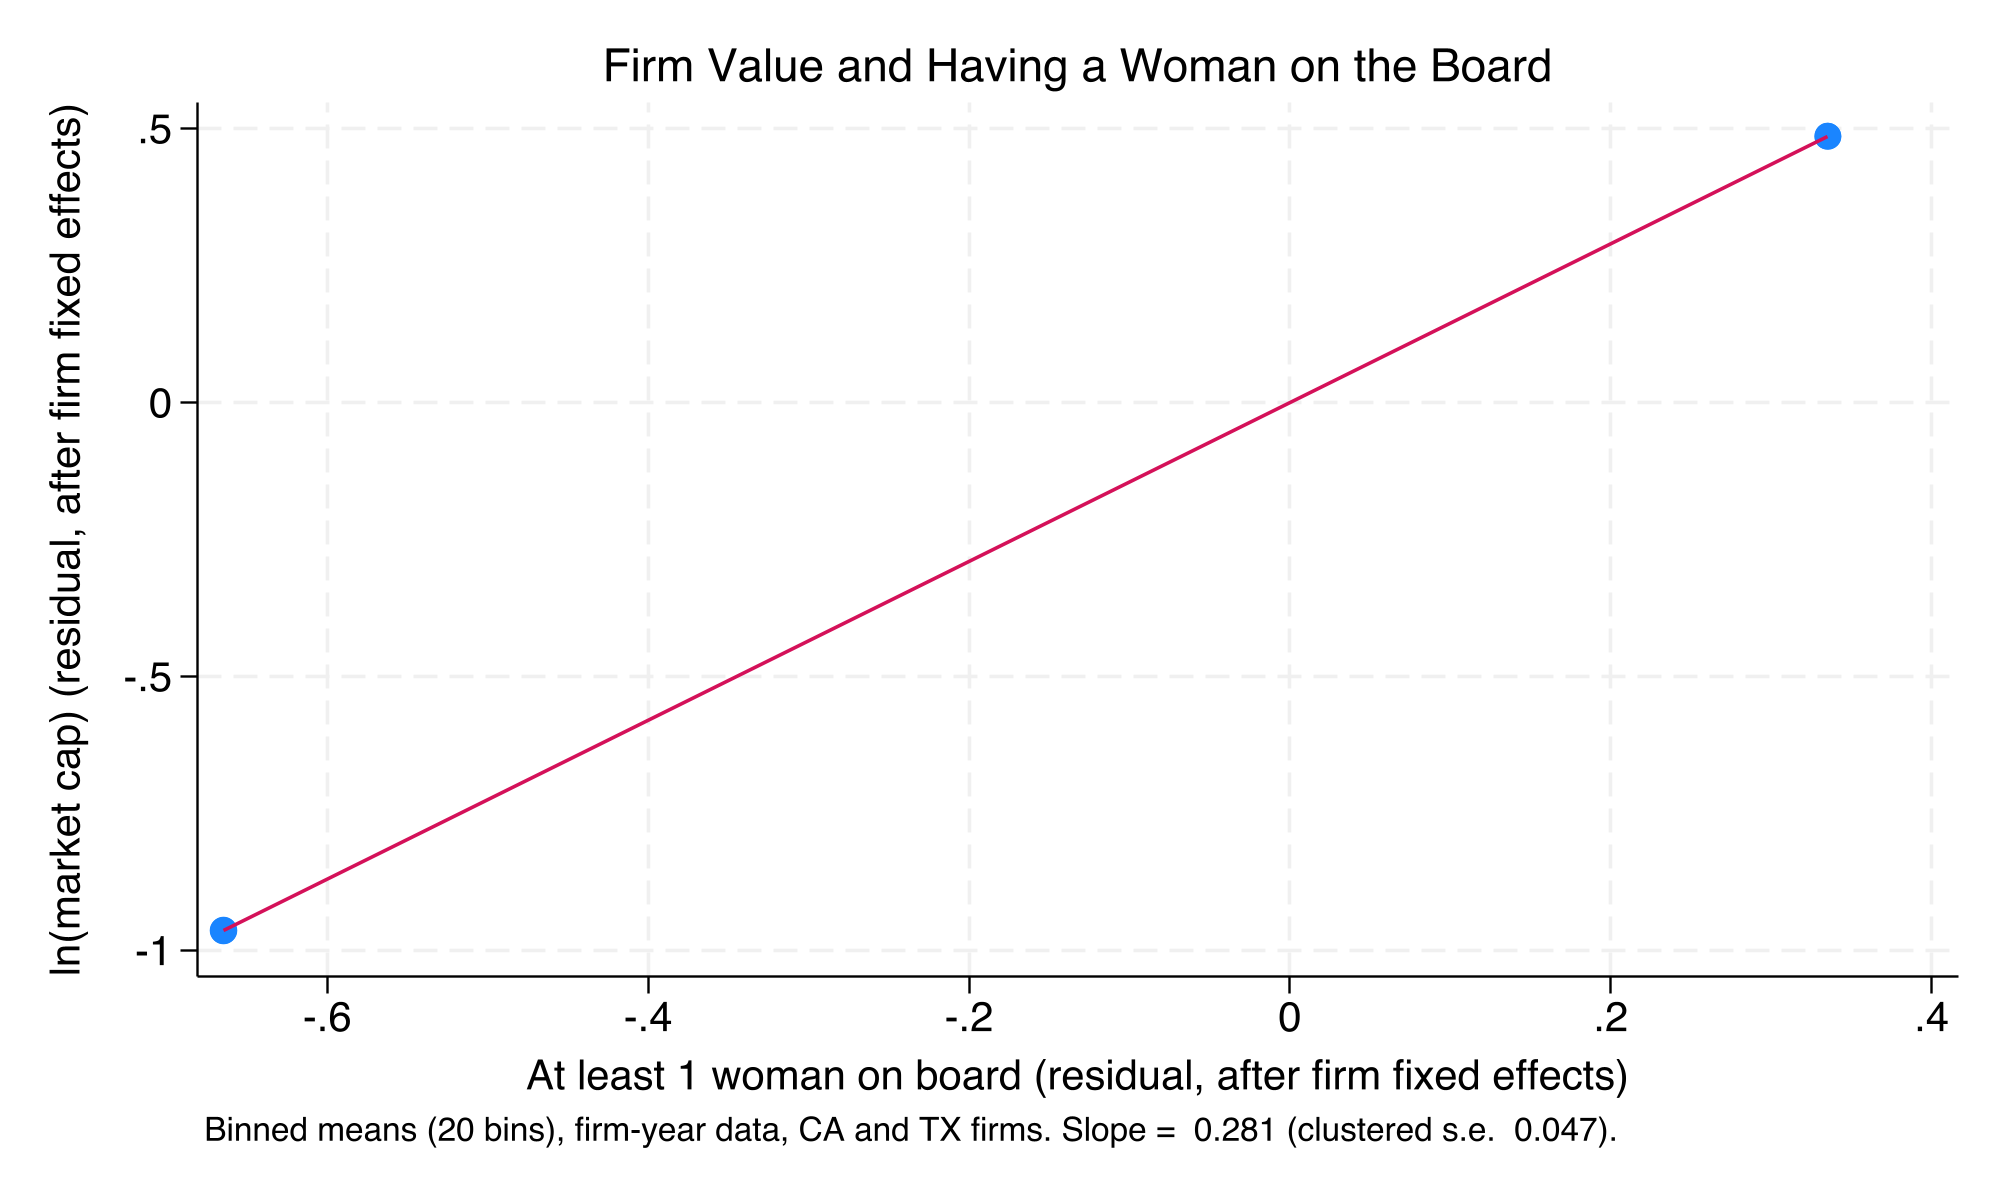 Firm Value and Having a Woman on the Board
ln(market cap) (residual, after firm fixed effects)
.5
0
-.5
-1
-.6
-.4
-.2
0
.2
.4
At least 1 woman on board (residual, after firm fixed effects)
Binned means (20 bins), firm-year data, CA and TX firms. Slope =  0.281 (clustered s.e.  0.047).